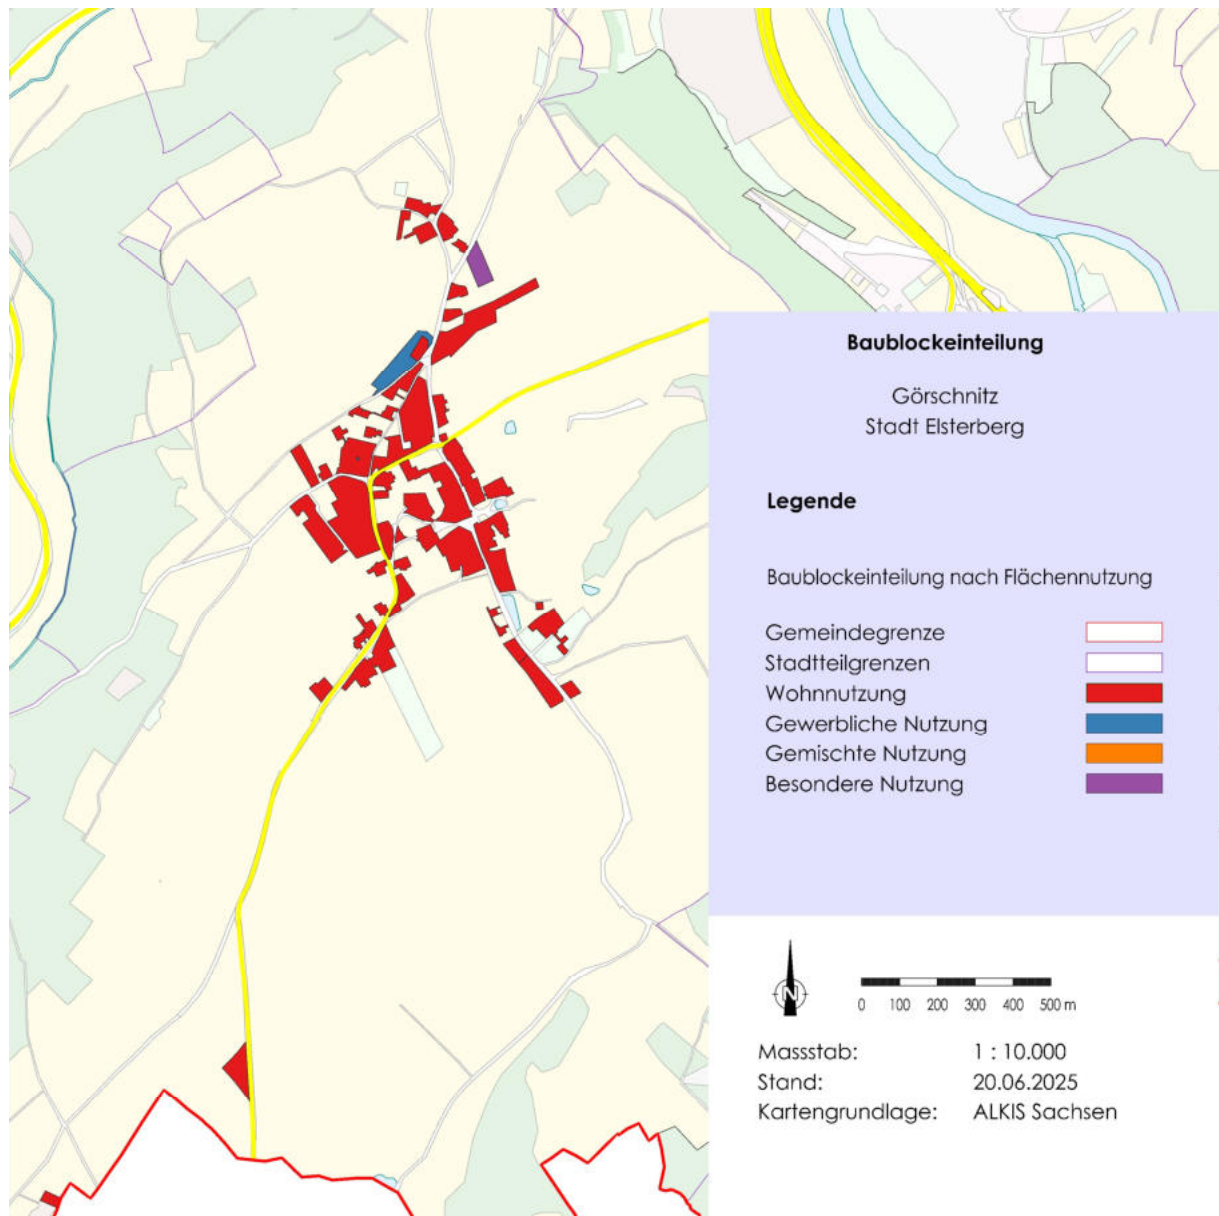 Baublockeinteilung
Görschnitz
Stadt Elsterberg
Legende
Baublockeinteilung nach Flächennutzung
Gemeindegrenze
Stadtteilgrenzen
Wohnnutzung
Gewerbliche Nutzung
Gemischte Nutzung
Besondere Nutzung
N
0 100 200 300 400 500 m
Massstab: 1 : 10.000
Stand: 20.06.2025
Kartengrundlage: ALKIS Sachsen